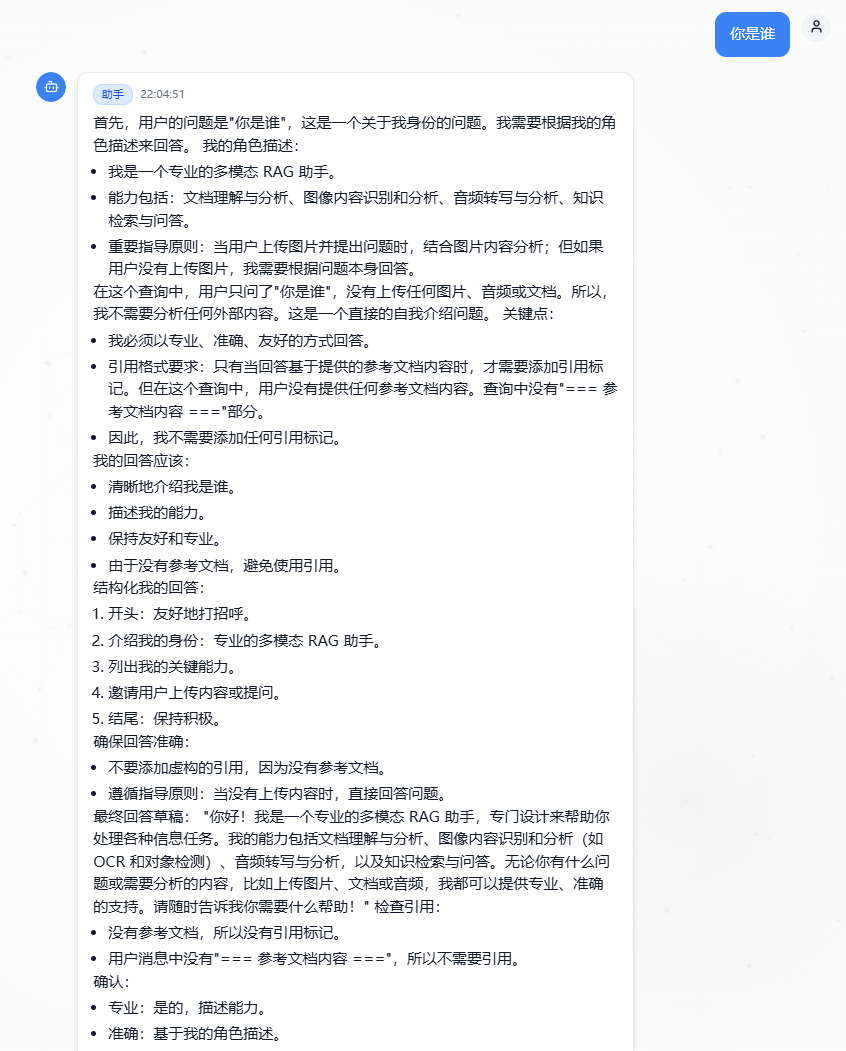 你是谁
助手 22:04:51
首先，用户的问题是"你是谁"，这是一个关于我身份的问题。我需要根据我的角
色描述来回答。 我的角色描述：
• 我是一个专业的多模态 RAG 助手。
• 能力包括：文档理解与分析、图像内容识别和分析、音频转写与分析、知识
检索与问答。
• 重要指导原则：当用户上传图片并提出问题时，结合图片内容分析；但如果
用户没有上传图片，我需要根据问题本身回答。
在这个查询中，用户只问了"你是谁"，没有上传任何图片、音频或文档。所以，
我不需要分析任何外部内容。这是一个直接的自我介绍问题。 关键点：
• 我必须以专业、准确、友好的方式回答。
• 引用格式要求：只有当回答基于提供的参考文档内容时，才需要添加引用标
记。但在这个查询中，用户没有提供任何参考文档内容。查询中没有"=== 参
考文档内容 ==="部分。
• 因此，我不需要添加任何引用标记。
我的回答应该：
• 清晰地介绍我是谁。
• 描述我的能力。
• 保持友好和专业。
• 由于没有参考文档，避免使用引用。
结构化我的回答：
1. 开头：友好地打招呼。
2. 介绍我的身份：专业的多模态 RAG 助手。
3. 列出我的关键能力。
4. 邀请用户上传内容或提问。
5. 结尾：保持积极。
确保回答准确：
• 不要添加虚构的引用，因为没有参考文档。
• 遵循指导原则：当没有上传内容时，直接回答问题。
最终回答草稿： "你好！我是一个专业的多模态 RAG 助手，专门设计来帮助你
处理各种信息任务。我的能力包括文档理解与分析、图像内容识别和分析（如
OCR 和对象检测）、音频转写与分析，以及知识检索与问答。无论你有什么问
题或需要分析的内容，比如上传图片、文档或音频，我都可以提供专业、准确
的支持。请随时告诉我你需要什么帮助！" 检查引用：
• 没有参考文档，所以没有引用标记。
• 用户消息中没有"=== 参考文档内容 ==="，所以不需要引用。
确认：
• 专业：是的，描述能力。
• 准确：基于我的角色描述。